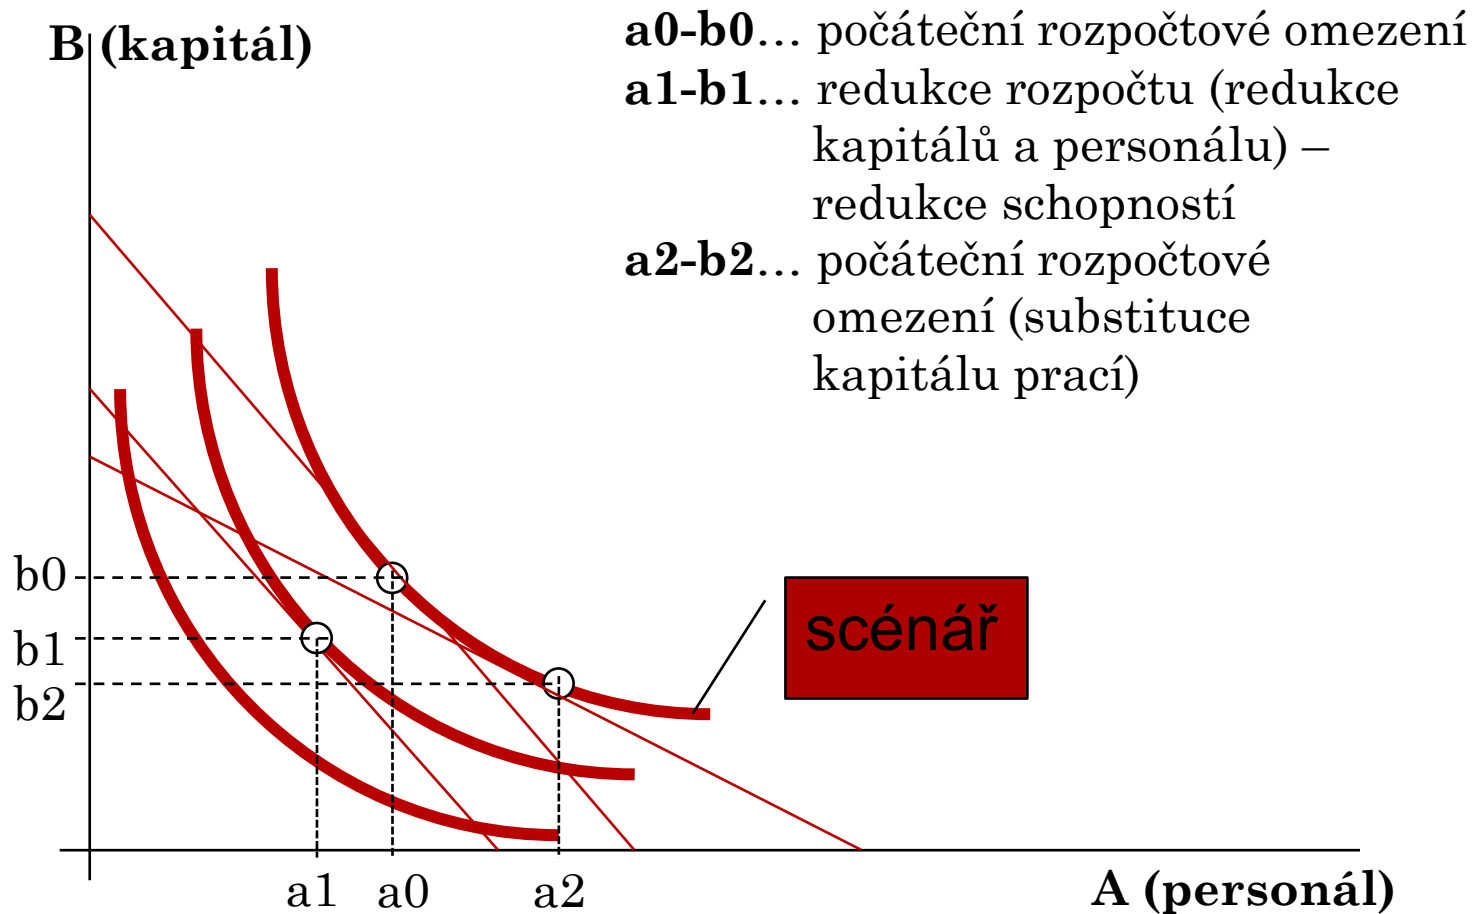 B (kapitál)
a0-b0... počáteční rozpočtové omezení
a1-b1... redukce rozpočtu (redukce
kapitálů a personálu) –
redukce schopností
a2-b2... počáteční rozpočtové
omezení (substituce
kapitálu prací)
b0
b1
b2
scénář
a1
a0
a2
A (personál)